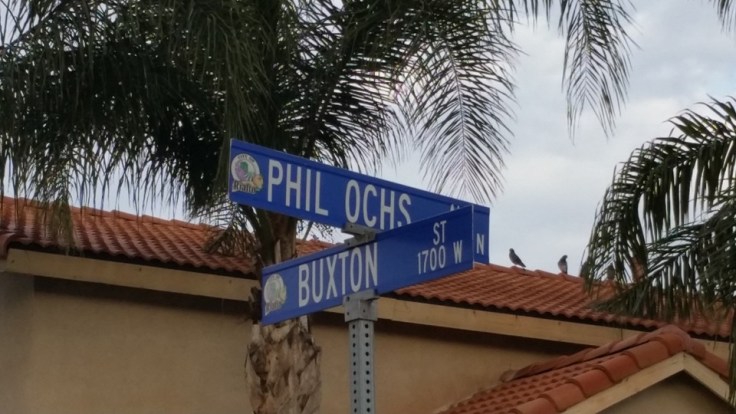 PHIL OCHS
N
BUXTON ST
1700 W